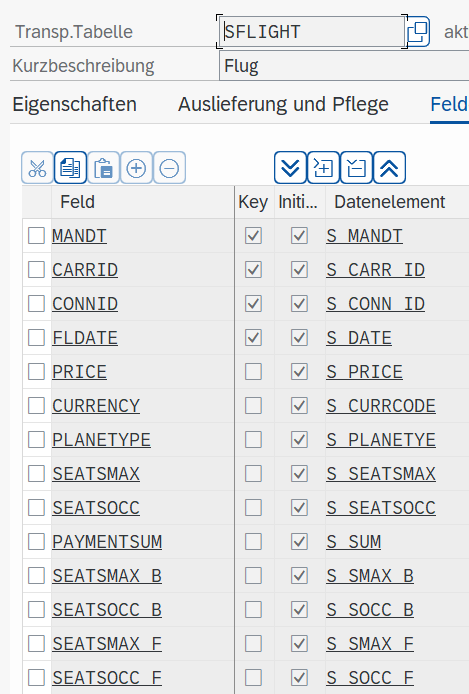 Transp.Tabelle SFLIGHT akt
Kurzbeschreibung Flug
Eigenschaften Auslieferung und Pflege Feld
Feld Key Initi... Datenelement
MANDT S_MANDT
CARRID S_CARR_ID
CONNID S_CONN_ID
FLDATE S_DATE
PRICE S_PRICE
CURRENCY S_CURRCODE
PLANETYPE S_PLANETYE
SEATSMAX S_SEATSMAX
SEATSOCC S_SEATSOCC
PAYMENTSUM S_SUM
SEATSMAX_B S_SMAX_B
SEATSOCC_B S_SOCC_B
SEATSMAX_F S_SMAX_F
SEATSOCC_F S_SOCC_F